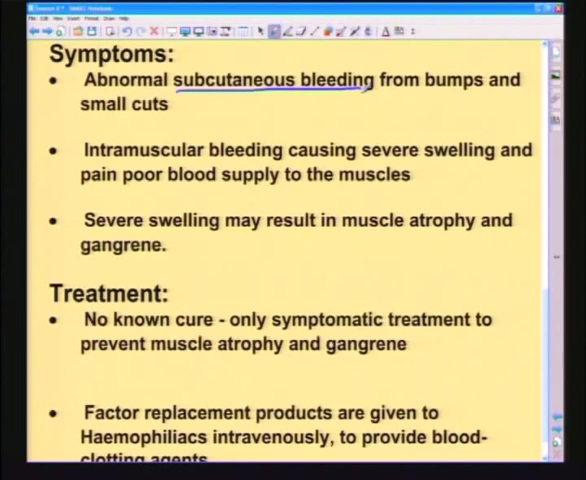 Symptoms:
• Abnormal subcutaneous bleeding from bumps and
small cuts
• Intramuscular bleeding causing severe swelling and
pain poor blood supply to the muscles
• Severe swelling may result in muscle atrophy and
gangrene.
Treatment:
• No known cure - only symptomatic treatment to
prevent muscle atrophy and gangrene
• Factor replacement products are given to
Haemophiliacs intravenously, to provide blood-
clotting agents